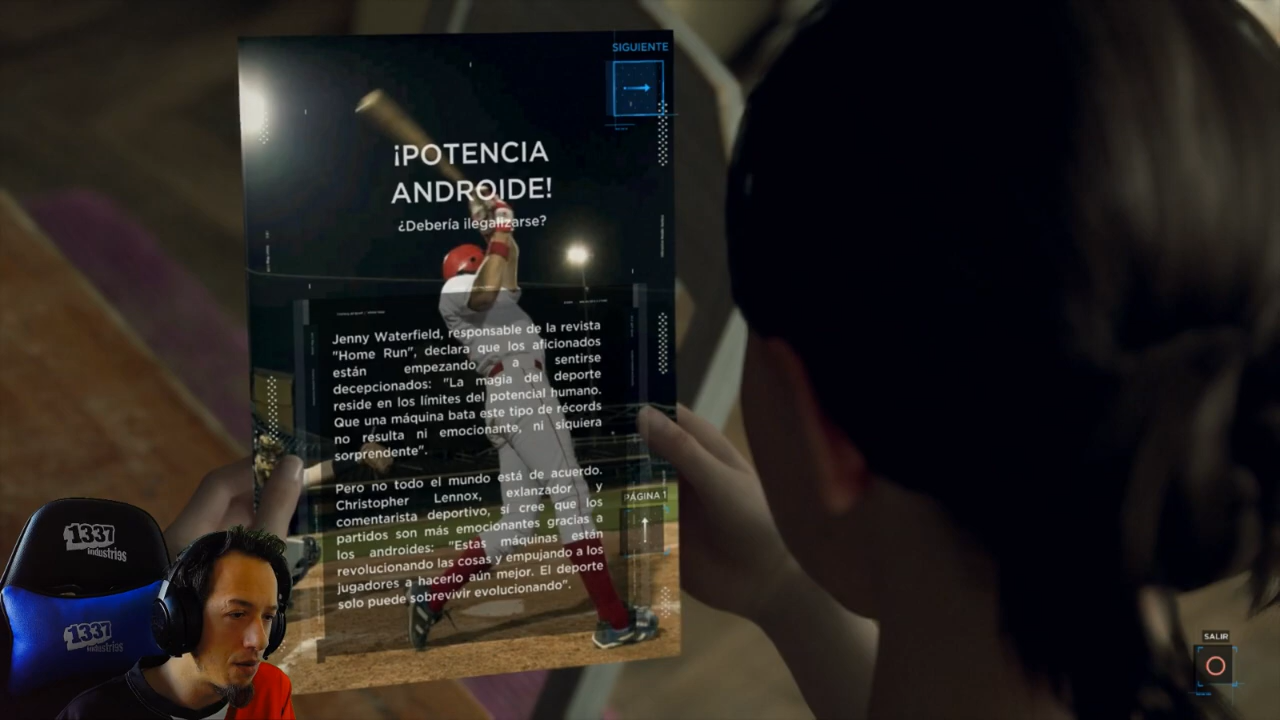 SIGUIENTE
¡POTENCIA
ANDROIDE!
¿Debería ilegalizarse?
Jenny Waterfield, responsable de la revista
"Home Run", declara que los aficionados
están empezando a sentirse
decepcionados: "La magia del deporte
reside en los límites del potencial humano.
Que una máquina bata este tipo de récords
no resulta ni emocionante, ni siquiera
sorprendente".
Pero no todo el mundo está de acuerdo.
Christopher Lennox, exlanzador y
comentarista deportivo, sí cree que los
partidos son más emocionantes gracias a
los androides: "Estas máquinas están
revolucionando las cosas y empujando a los
jugadores a hacerlo aún mejor. El deporte
solo puede sobrevivir evolucionando".
PÁGINA 1
SALIR
1337
industries
1337
industries